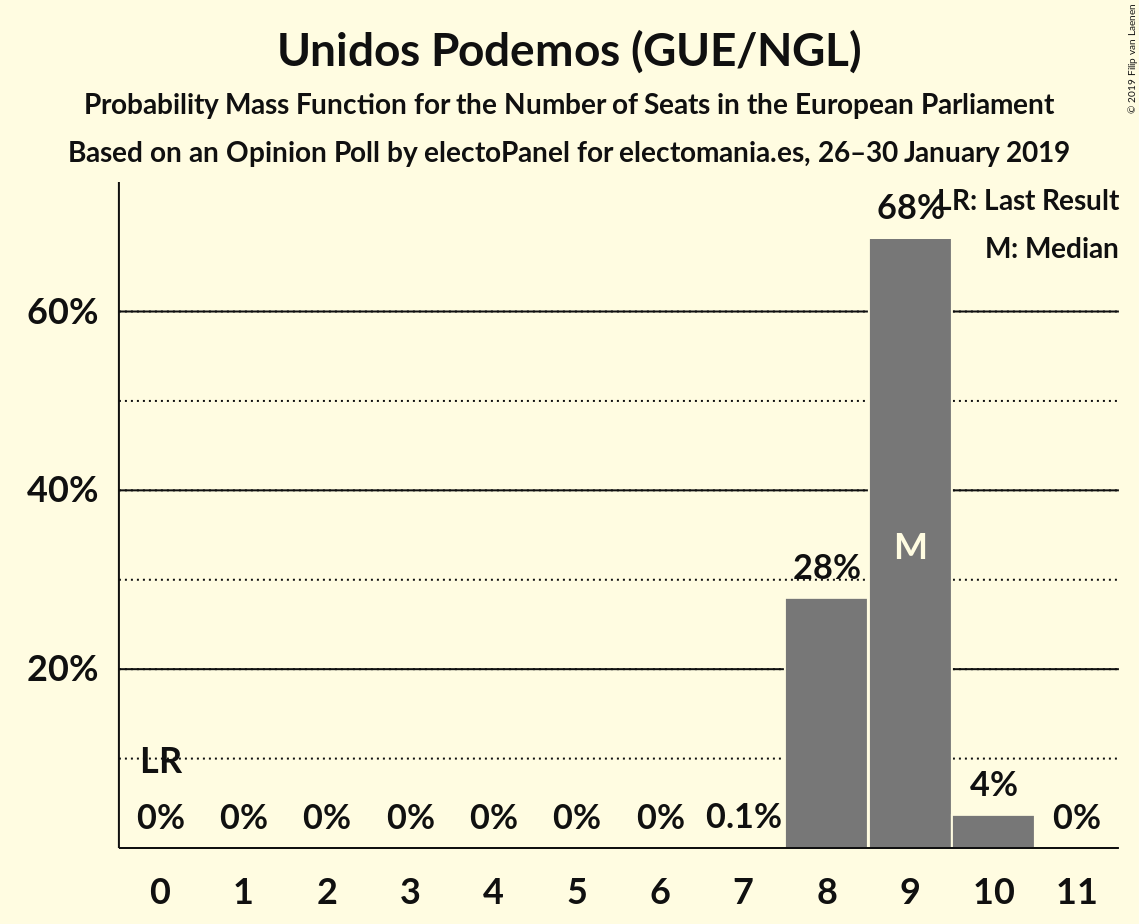 Unidos Podemos (GUE/NGL)
Probability Mass Function for the Number of Seats in the European Parliament
Based on an Opinion Poll by electoPanel for electomania.es, 26–30 January 2019
© 2019 Filip van Laenen
LR: Last Result
M: Median
68%
60%
40%
M
28%
20%
LR
4%
0% 0% 0% 0% 0% 0% 0% 0.1% 0%
0 1 2 3 4 5 6 7 8 9 10 11